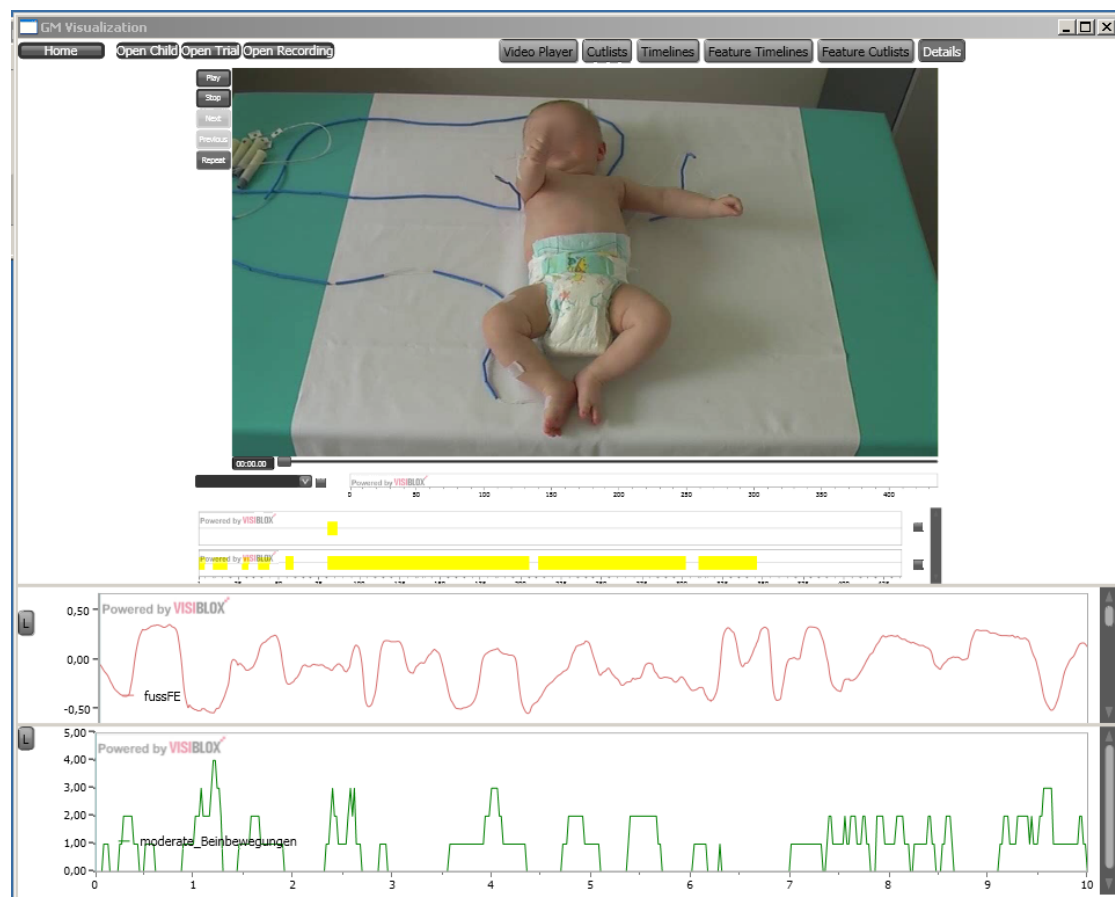 GM Visualization
Home Open Child Open Trial Open Recording Video Player Cutlists Timelines Feature Timelines Feature Cutlists Details
Play
Stop
Next
Previous
Repeat
00:00.00
Powered by VISIBLOX
0 50 100 150 200 250 300 350 400
Powered by VISIBLOX
Powered by VISIBLOX
L
0,50
Powered by VISIBLOX
0,00
fussFE
-0,50
L
5,00
Powered by VISIBLOX
4,00
3,00
2,00
moderate_Beinbewegungen
1,00
0,00
0 1 2 3 4 5 6 7 8 9 10